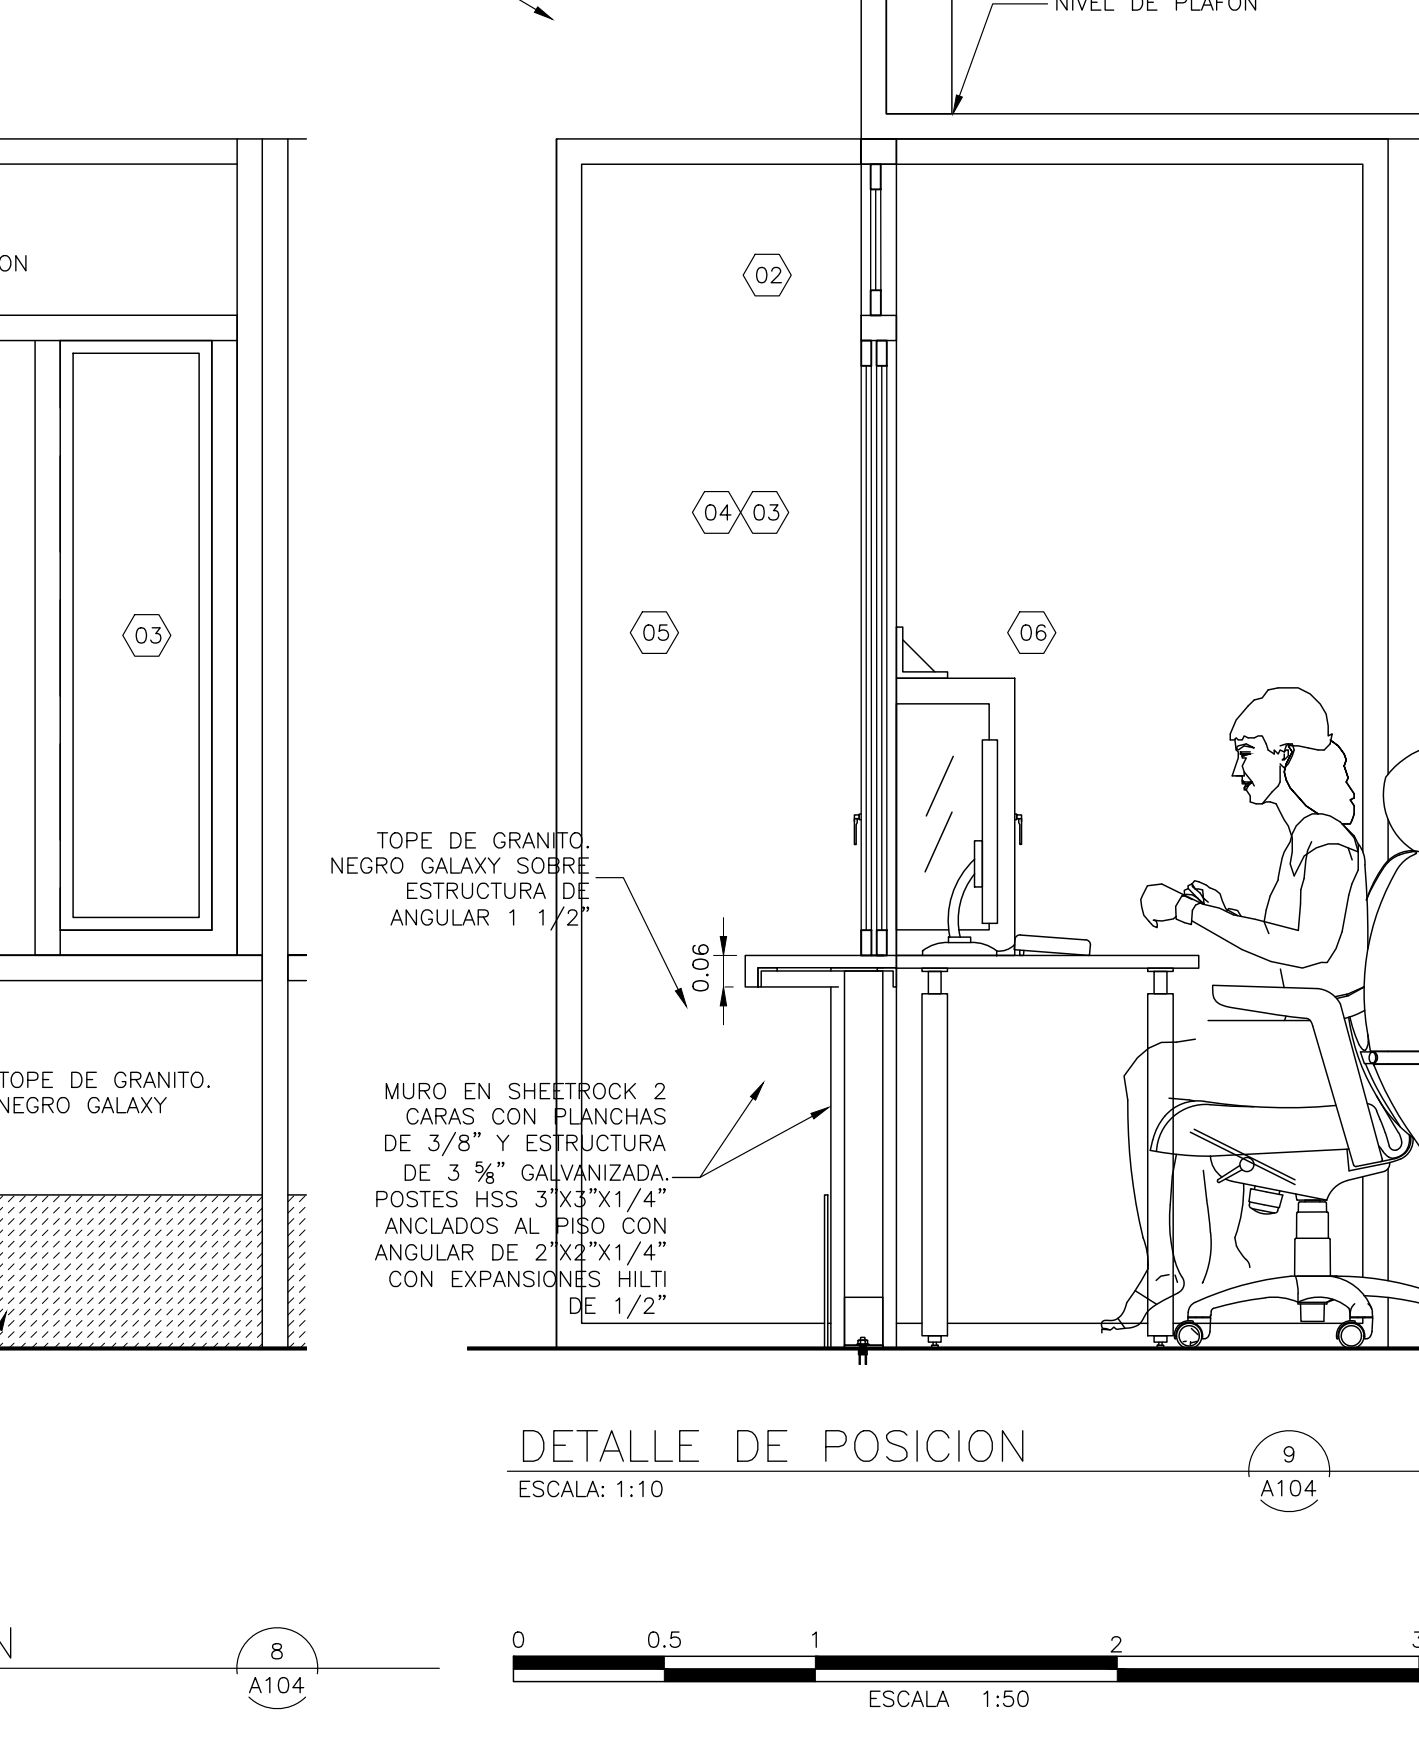 NIVEL DE PLAFON
ON
02
04
03
03
05
06
TOPE DE GRANITO.
NEGRO GALAXY SOBRE
ESTRUCTURA DE
ANGULAR 1 1/2”
0.06
TOPE DE GRANITO.
NEGRO GALAXY
MURO EN SHEETROCK 2
CARAS CON PLANCHAS
DE 3/8” Y ESTRUCTURA
DE 3 ⅝” GALVANIZADA.
POSTES HSS 3”X3”X1/4”
ANCLADOS AL PISO CON
ANGULAR DE 2”X2”X1/4”
CON EXPANSIONES HILTI
DE 1/2”
DETALLE DE POSICION
ESCALA: 1:10
9
A104
N
8
A104
0 0.5 1 2 3
ESCALA 1:50